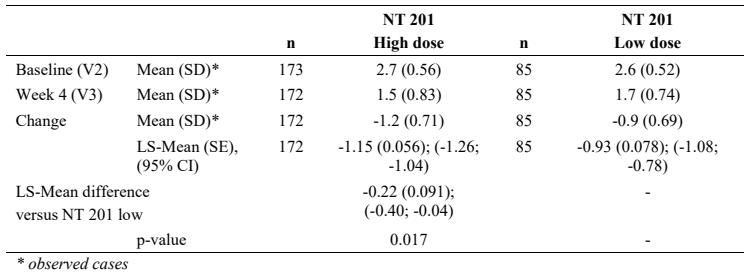 NT 201 NT 201
n High dose n Low dose
Baseline (V2) Mean (SD)* 173 2.7 (0.56) 85 2.6 (0.52)
Week 4 (V3) Mean (SD)* 172 1.5 (0.83) 85 1.7 (0.74)
Change Mean (SD)* 172 -1.2 (0.71) 85 -0.9 (0.69)
LS-Mean (SE), 172 -1.15 (0.056); (-1.26; 85 -0.93 (0.078); (-1.08;
(95% CI) -1.04) -0.78)
LS-Mean difference -0.22 (0.091); -
versus NT 201 low (-0.40; -0.04)
p-value 0.017 -
* observed cases